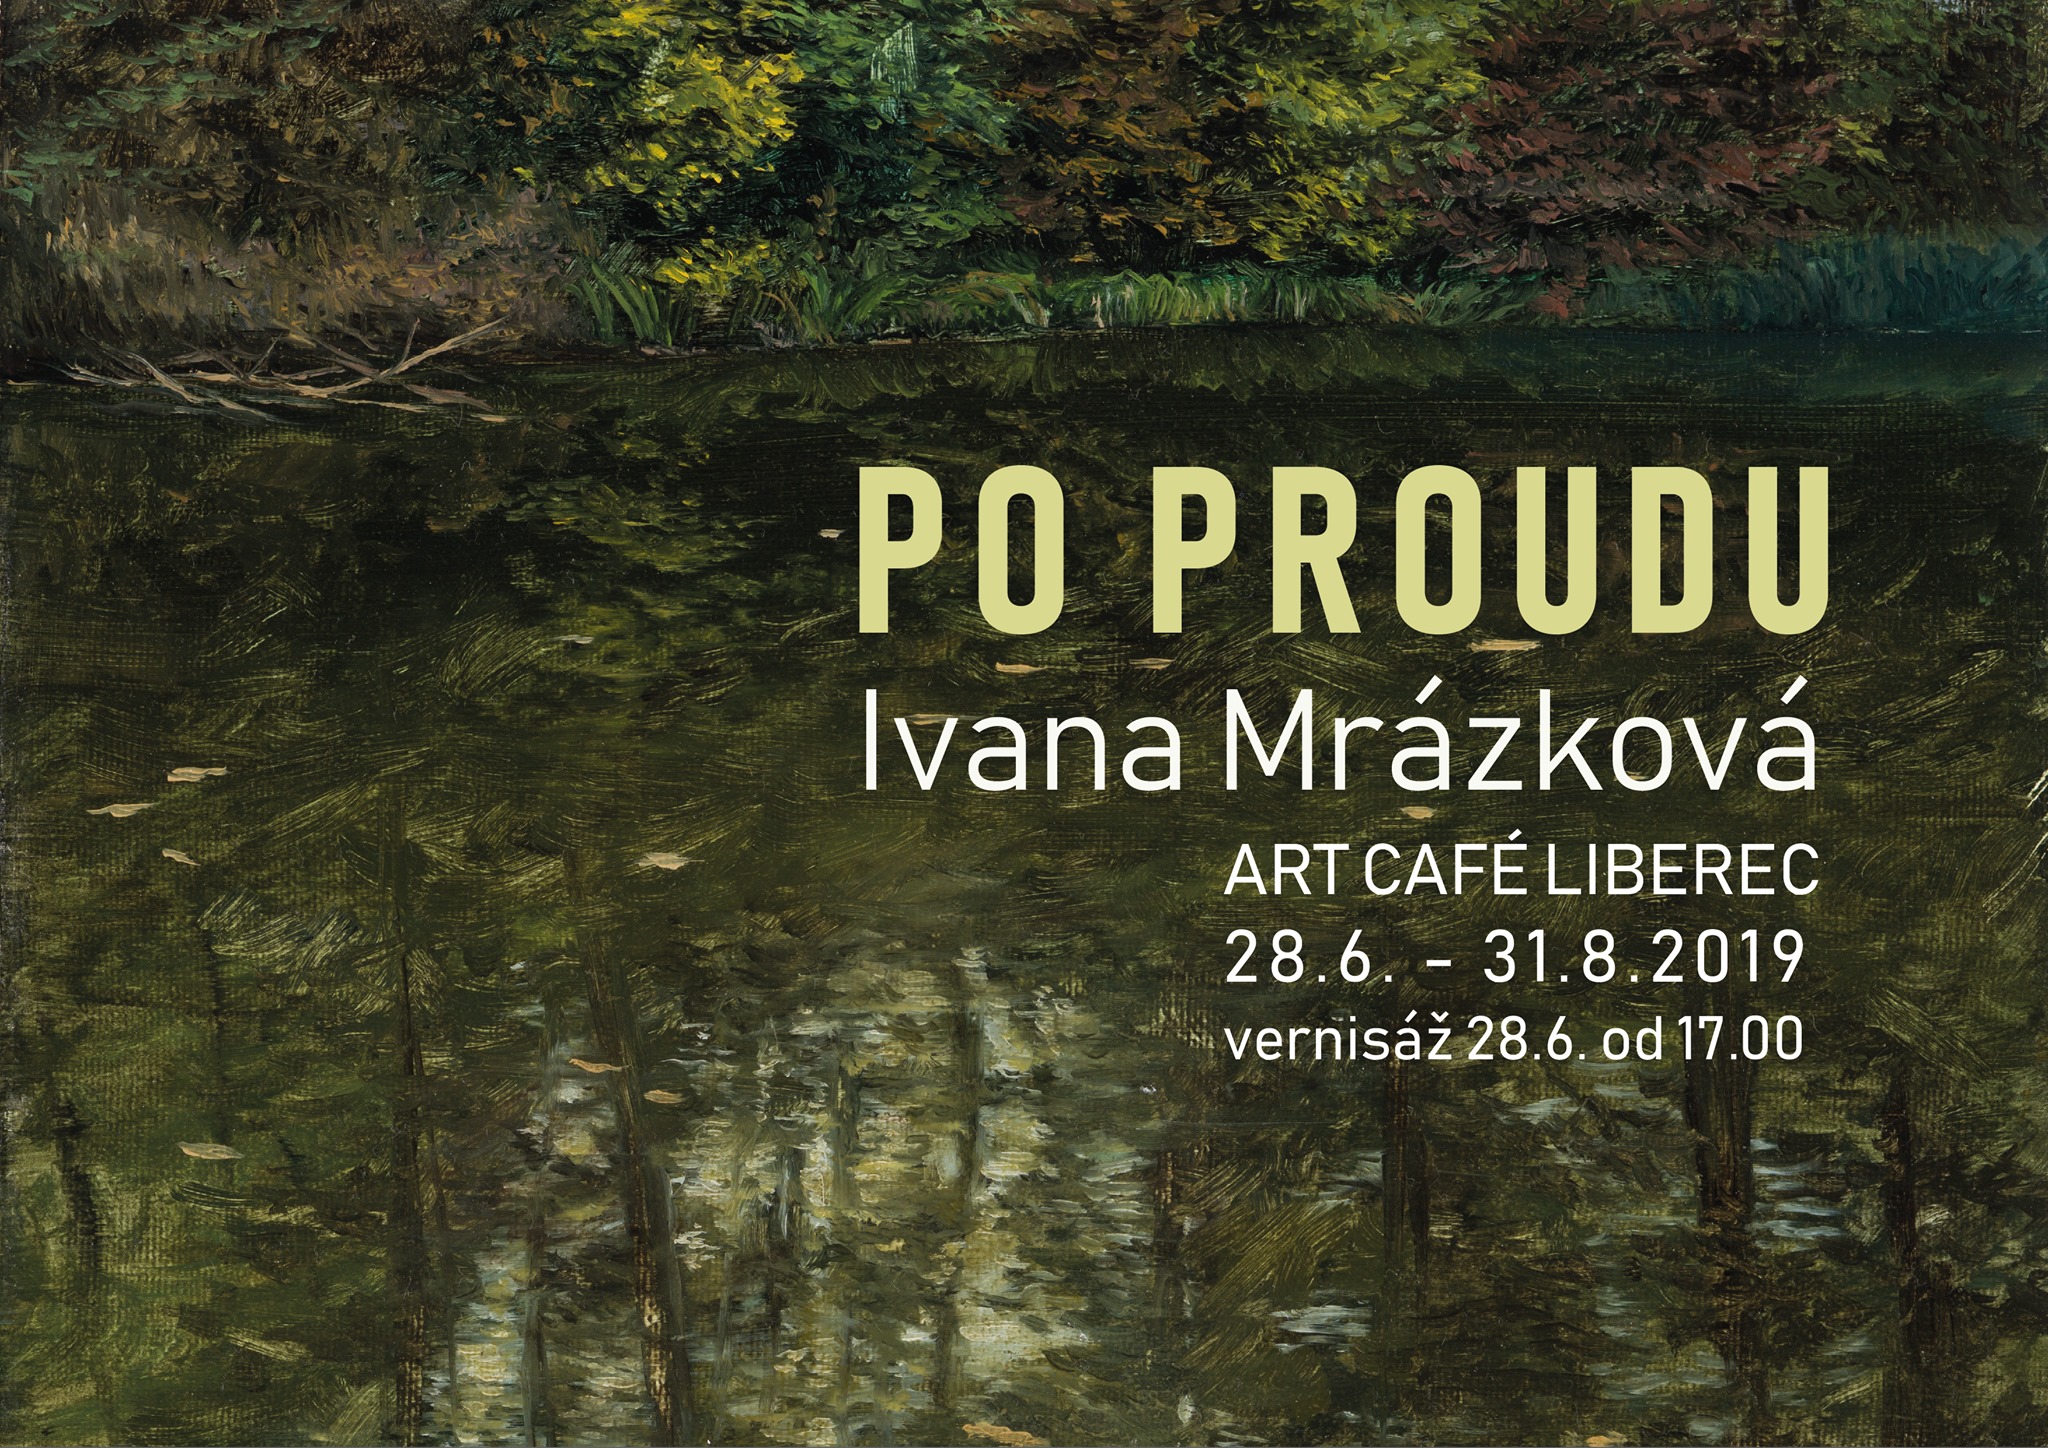 PO PROUDU
Ivana Mrázková
ART CAFÉ LIBEREC
28.6. – 31.8.2019
vernisáž 28.6. od 17.00